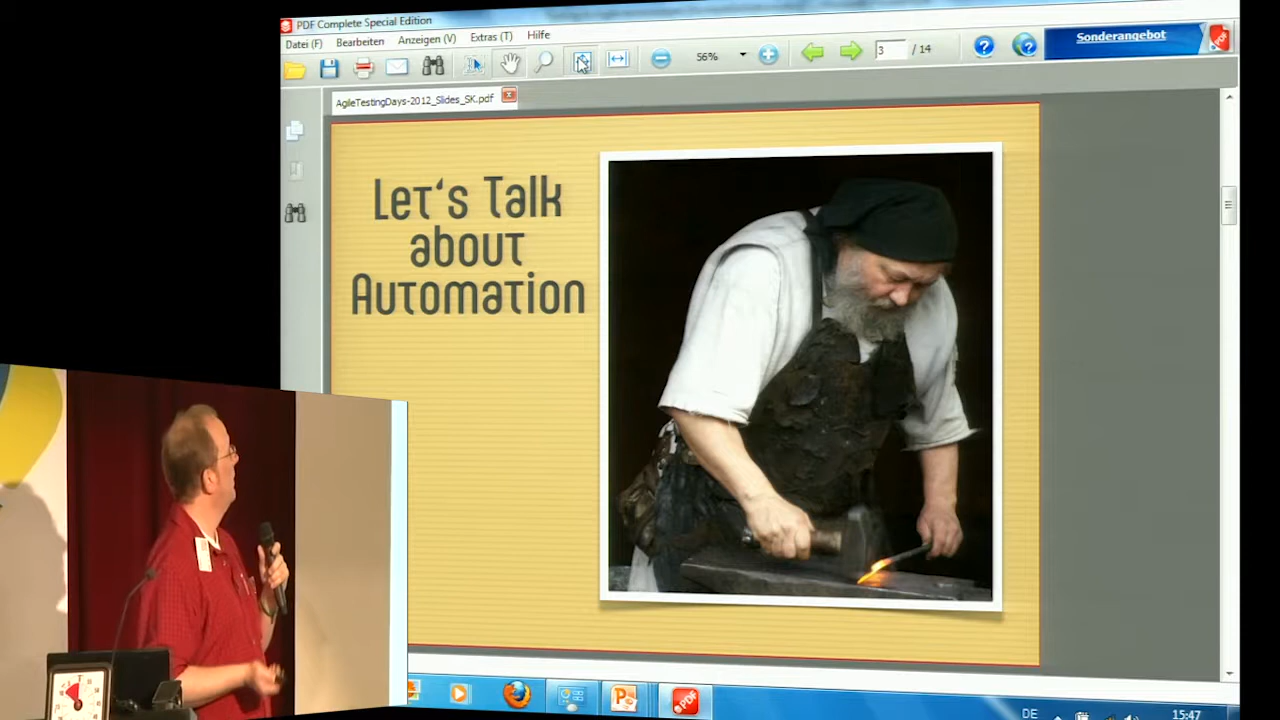 PDF Complete Special Edition
Datei (F) Bearbeiten Anzeigen (V) Extras (T) Hilfe
56% 3 / 14 Sonderangebot
AgileTestingDays-2012_Slides_SK.pdf
Let‘s Talk
about
Automation
DE 15:47